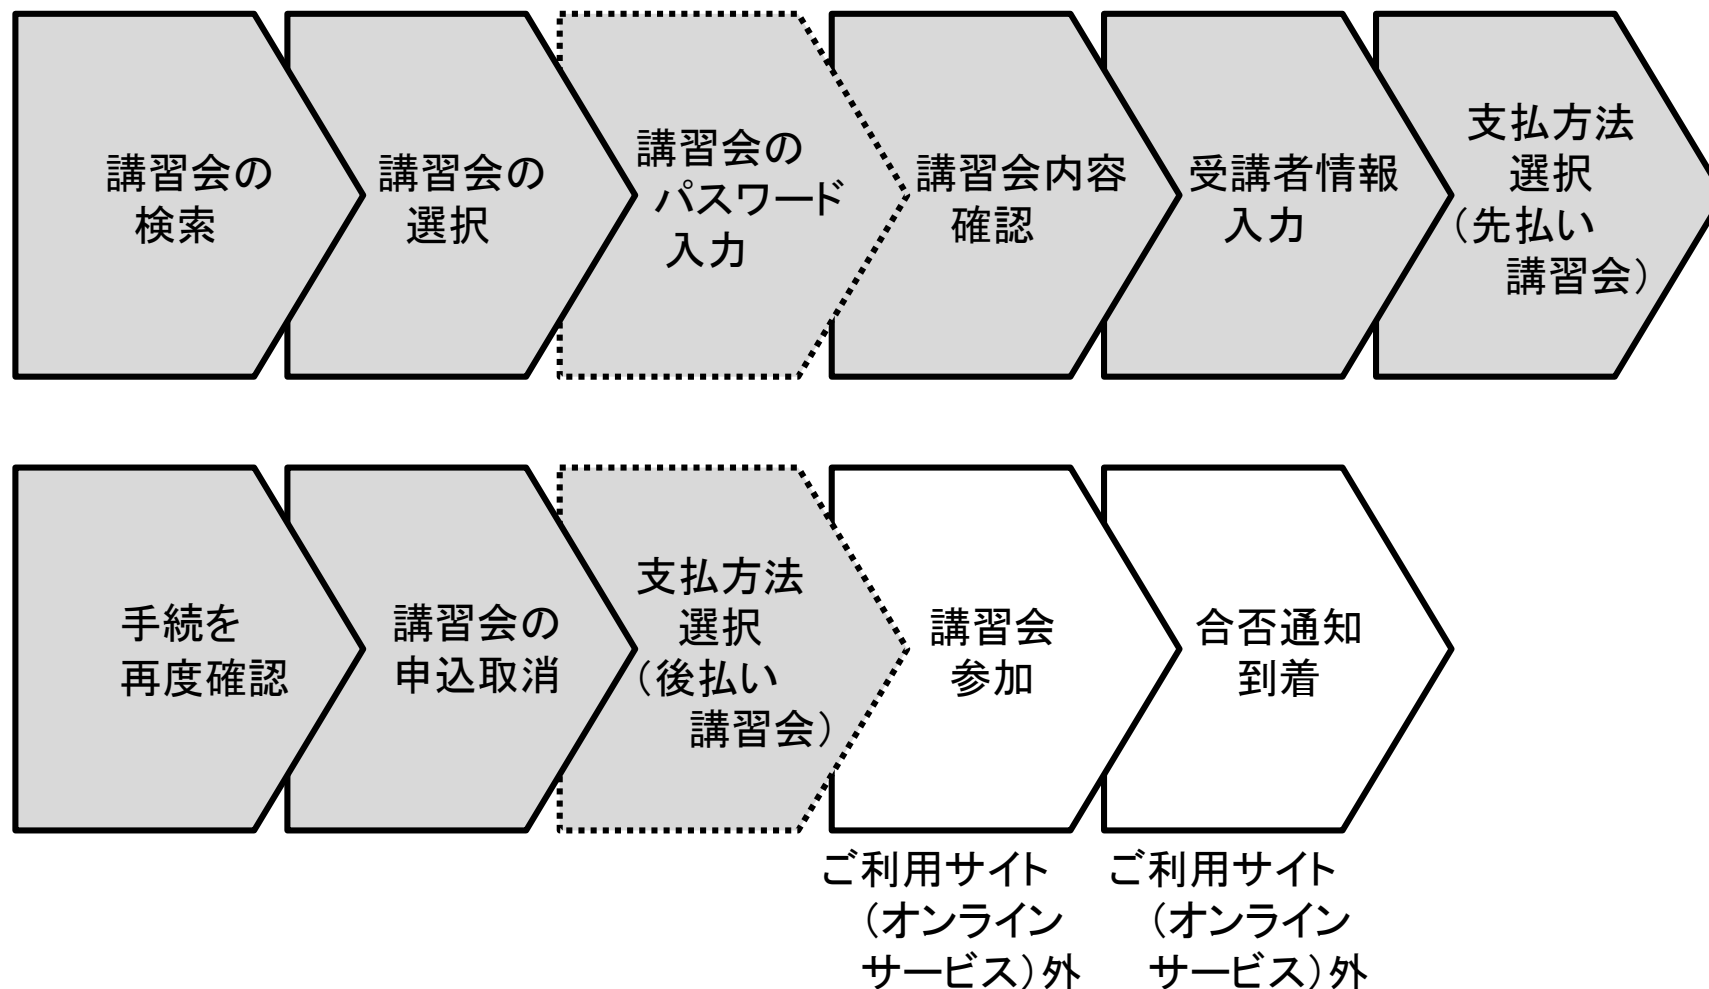 講習会の
検索
講習会の
選択
講習会の
パスワード
入力
講習会内容
確認
受講者情報
入力
支払方法
選択
（先払い
講習会）
手続を
再度確認
講習会の
申込取消
支払方法
選択
（後払い
講習会）
講習会
参加
合否通知
到着
ご利用サイト
（オンライン
サービス）外
ご利用サイト
（オンライン
サービス）外